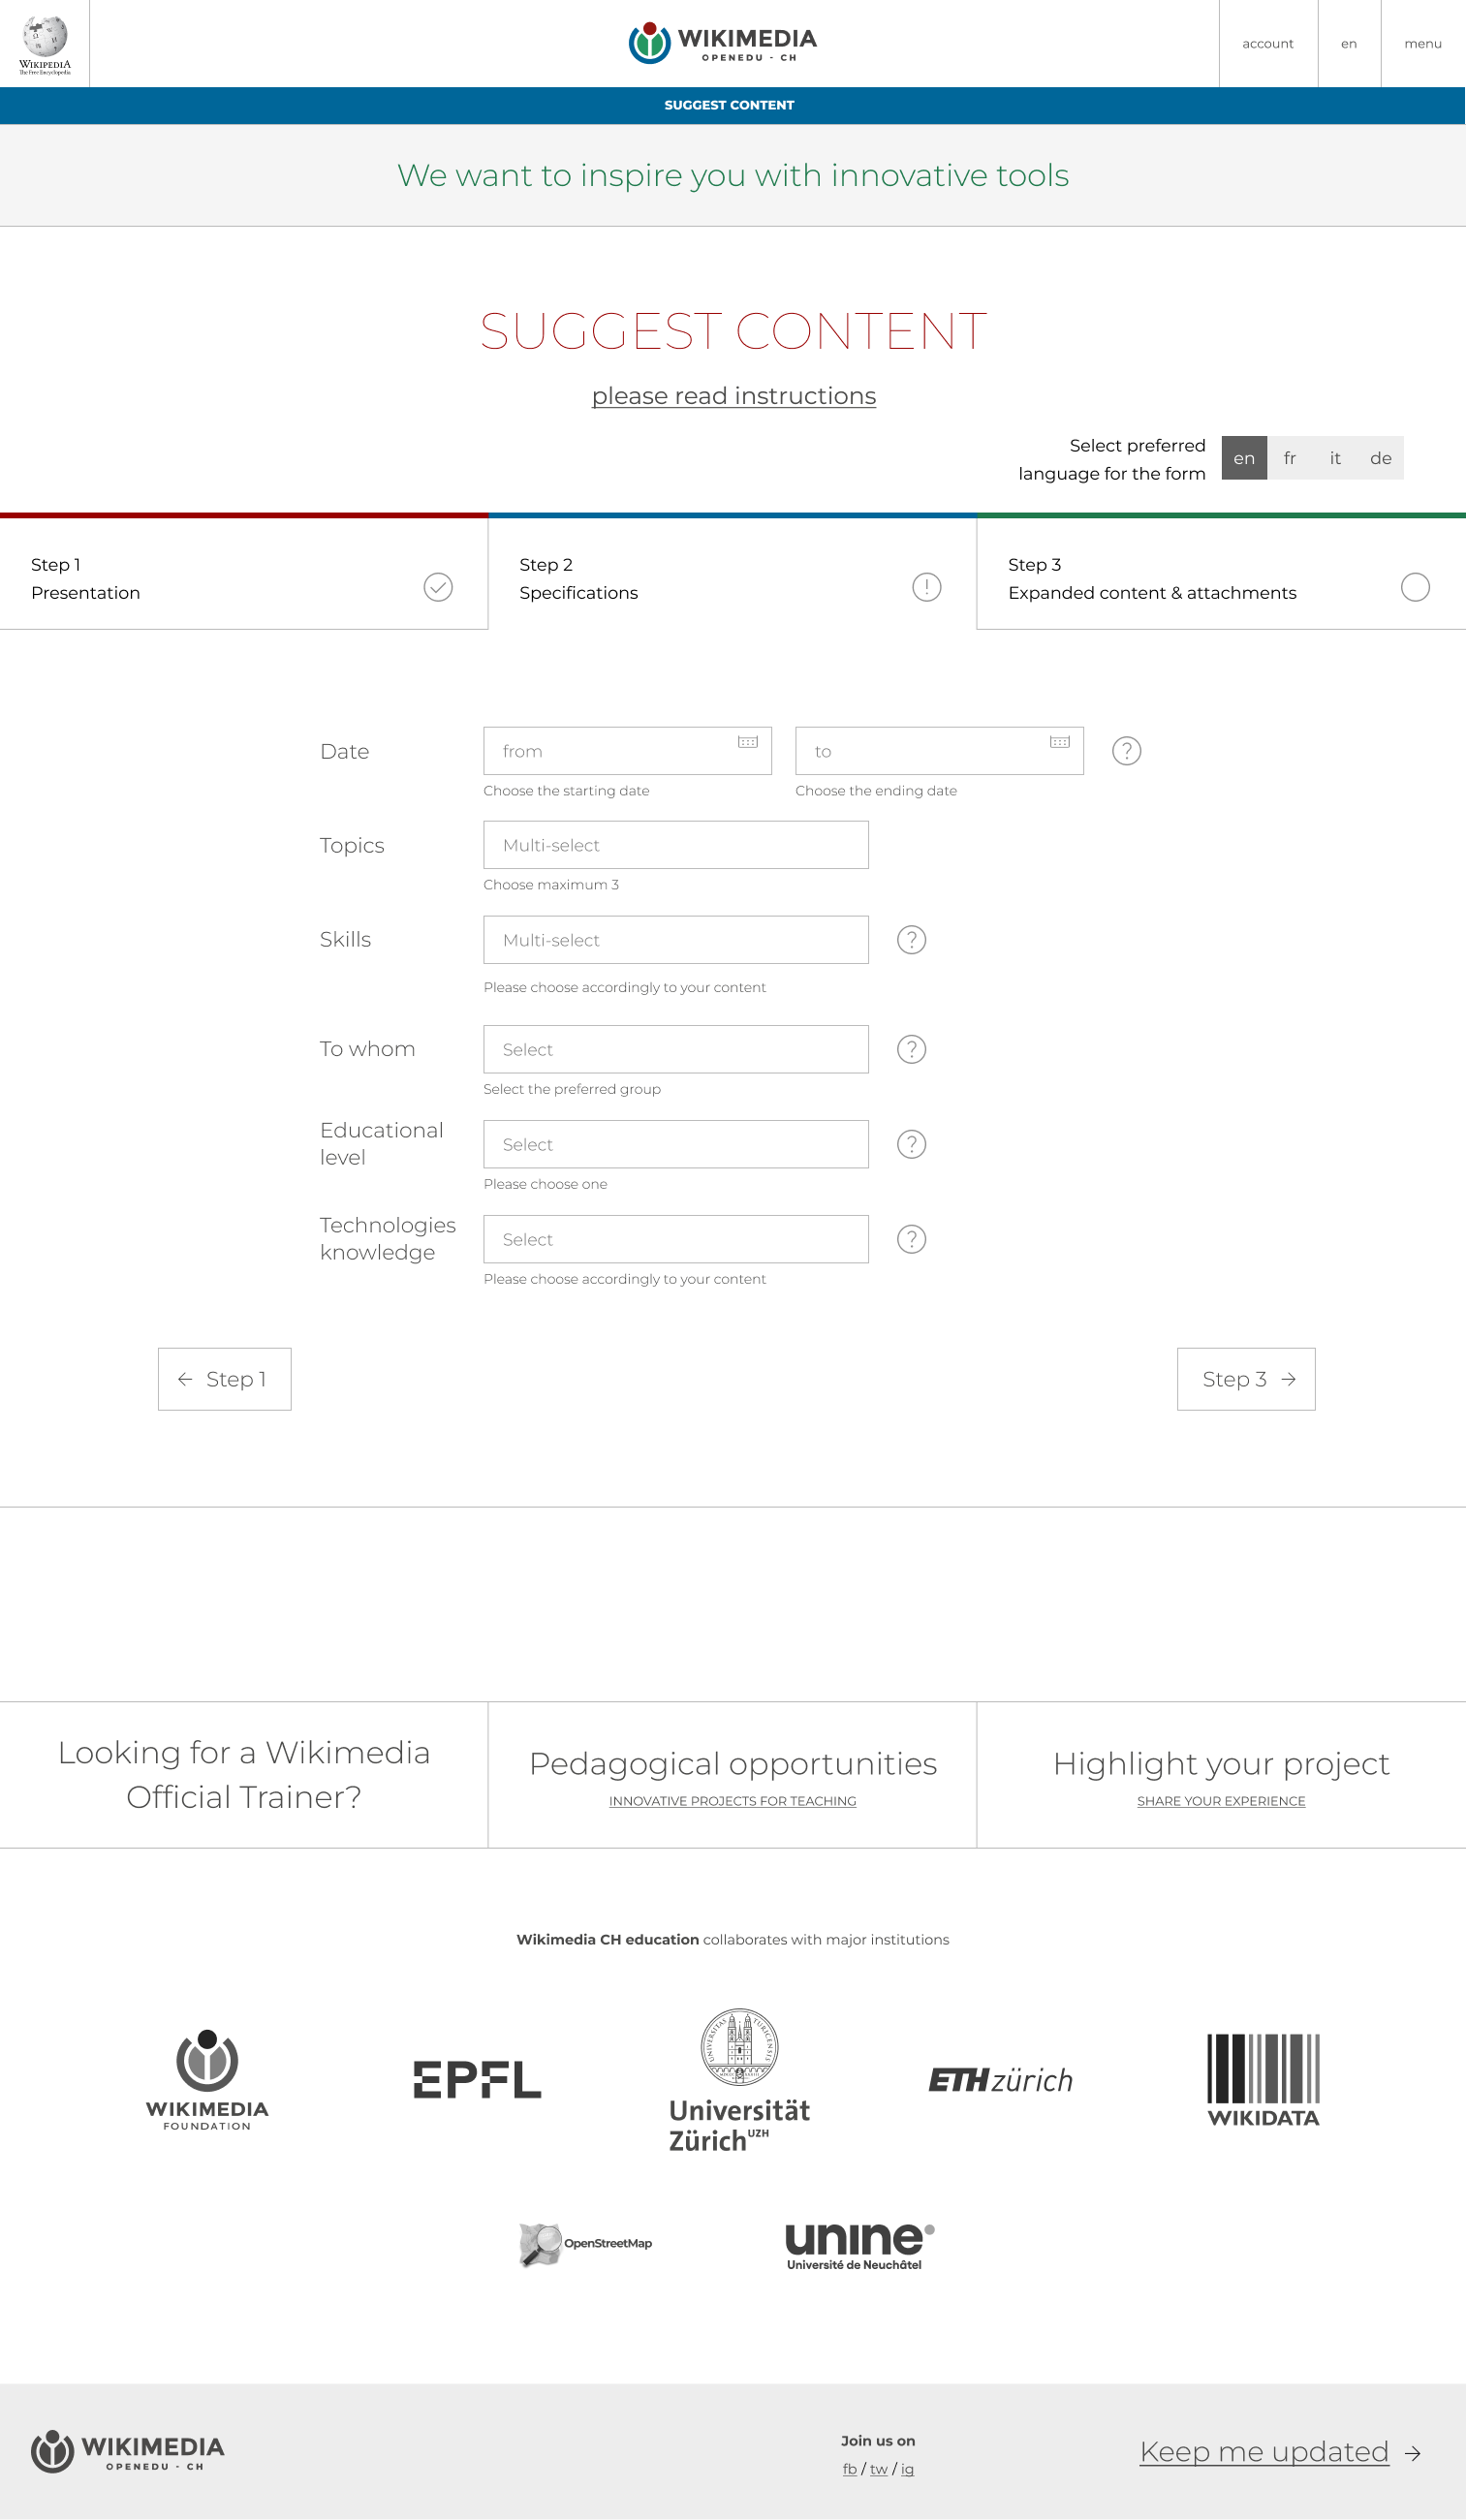 WIKIPEDIA
The Free Encyclopedia
WIKIMEDIA
OPENEDU - CH
account
en
menu
SUGGEST CONTENT
We want to inspire you with innovative tools
SUGGEST CONTENT
please read instructions
Select preferred
language for the form
en
fr
it
de
Step 1
Presentation
Step 2
Specifications
Step 3
Expanded content & attachments
Date
from
to
Choose the starting date
Choose the ending date
Topics
Multi-select
Choose maximum 3
Skills
Multi-select
Please choose accordingly to your content
To whom
Select
Select the preferred group
Educational
level
Select
Please choose one
Technologies
knowledge
Select
Please choose accordingly to your content
← Step 1
Step 3 →
Looking for a Wikimedia
Official Trainer?
Pedagogical opportunities
INNOVATIVE PROJECTS FOR TEACHING
Highlight your project
SHARE YOUR EXPERIENCE
Wikimedia CH education collaborates with major institutions
WIKIMEDIA
FOUNDATION
EPFL
UNIVERSITAS TURICENSIS
Universität
Zürich UZH
ETH zürich
WIKIDATA
OpenStreetMap
unine
Université de Neuchâtel
WIKIMEDIA
OPENEDU - CH
Join us on
fb / tw / ig
Keep me updated →